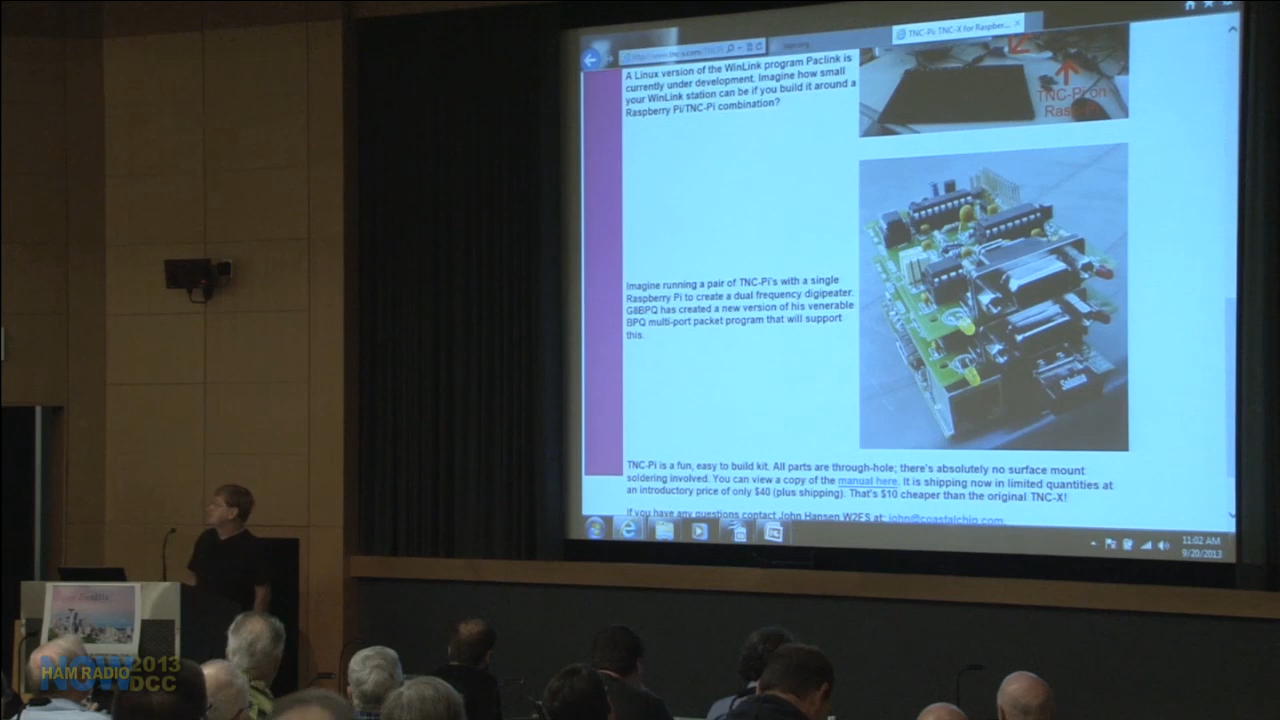 TNC-Pi: TNC-X for Raspber... ×
A Linux version of the WinLink program Paclink is
currently under development. Imagine how small
your WinLink station can be if you build it around a
Raspberry Pi/TNC-Pi combination?
TNC-Pi on
Imagine running a pair of TNC-Pi's with a single
Raspberry Pi to create a dual frequency digipeater.
G8BPQ has created a new version of his venerable
BPQ multi-port packet program that will support
this.
TNC-Pi is a fun, easy to build kit. All parts are through-hole; there's absolutely no surface mount
soldering involved. You can view a copy of the manual here. It is shipping now in limited quantities at
an introductory price of only $40 (plus shipping). That's $10 cheaper than the original TNC-X!
If you have any questions contact John Hansen W2FS at: john@coastalchip.com.
11:02 AM
9/20/2013
Seattle
HAM RADIO
NOW
2013
DCC